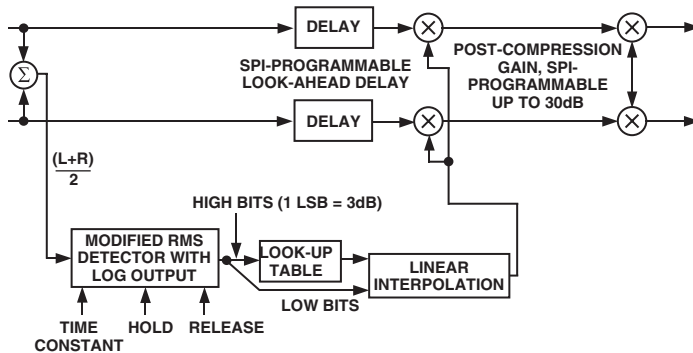 DELAY
SPI-PROGRAMMABLE
LOOK-AHEAD DELAY
POST-COMPRESSION
GAIN, SPI-
PROGRAMMABLE
UP TO 30dB
Σ
DELAY
(L+R)
2
HIGH BITS (1 LSB = 3dB)
MODIFIED RMS
DETECTOR WITH
LOG OUTPUT
LOOK-UP
TABLE
LINEAR
INTERPOLATION
LOW BITS
TIME
CONSTANT
HOLD
RELEASE